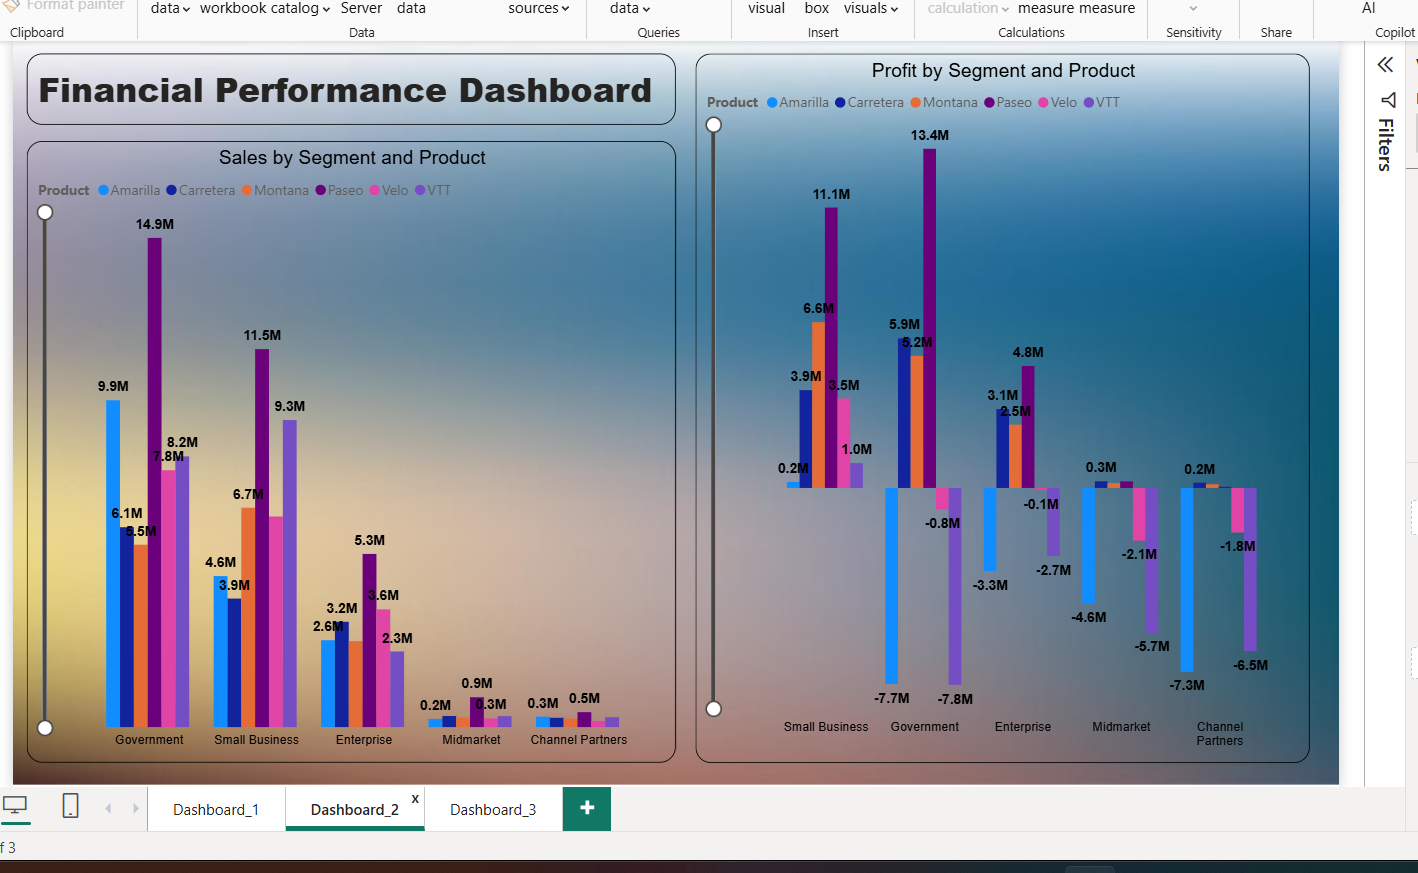 Format painter
data workbook catalog Server data sources data visual box visuals calculation measure measure AI
Clipboard Data Queries Insert Calculations Sensitivity Share Copilot
Financial Performance Dashboard
Sales by Segment and Product
Product Amarilla Carretera Montana Paseo Velo VTT
14.9M
11.5M
9.9M
9.3M
8.2M
7.8M
6.7M
6.1M
5.5M
5.3M
4.6M
3.9M
3.6M
3.2M
2.6M
2.3M
0.9M
0.2M 0.3M 0.3M 0.5M
Government Small Business Enterprise Midmarket Channel Partners
Profit by Segment and Product
Product Amarilla Carretera Montana Paseo Velo VTT
13.4M
11.1M
6.6M
5.9M
5.2M
4.8M
3.9M 3.5M
3.1M
2.5M
1.0M
0.2M 0.3M 0.2M
-0.1M
-0.8M
-1.8M
-2.1M
-2.7M
-3.3M
-4.6M
-5.7M
-6.5M
-7.3M
-7.7M -7.8M
Small Business Government Enterprise Midmarket Channel
Partners
Filters
Dashboard_1 Dashboard_2 x Dashboard_3 +
f 3